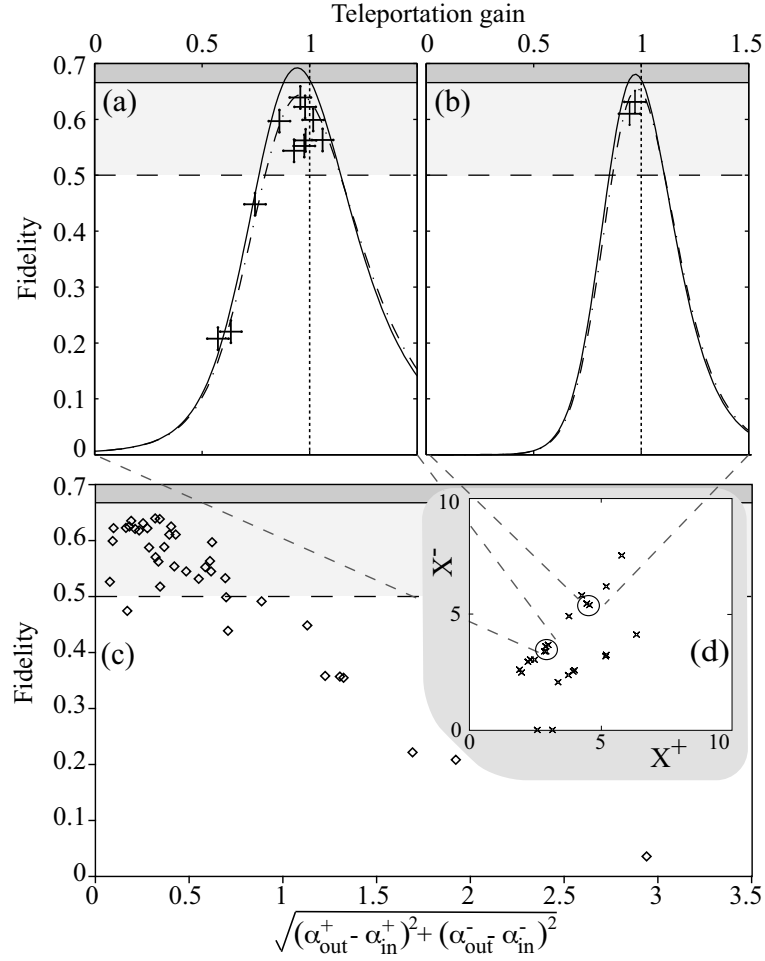 Teleportation gain
0 0.5 1 0 0.5 1 1.5
0.7
0.6
0.5
0.4
0.3
0.2
0.1
0
Fidelity
(a)
(b)
0.7
0.6
0.5
0.4
0.3
0.2
0.1
0
Fidelity
(c)
10
5
0
X⁻
(d)
0 5 10
X⁺
0 0.5 1 1.5 2 2.5 3 3.5
√(α⁺out - α⁺in)² + (α⁻out - α⁻in)²